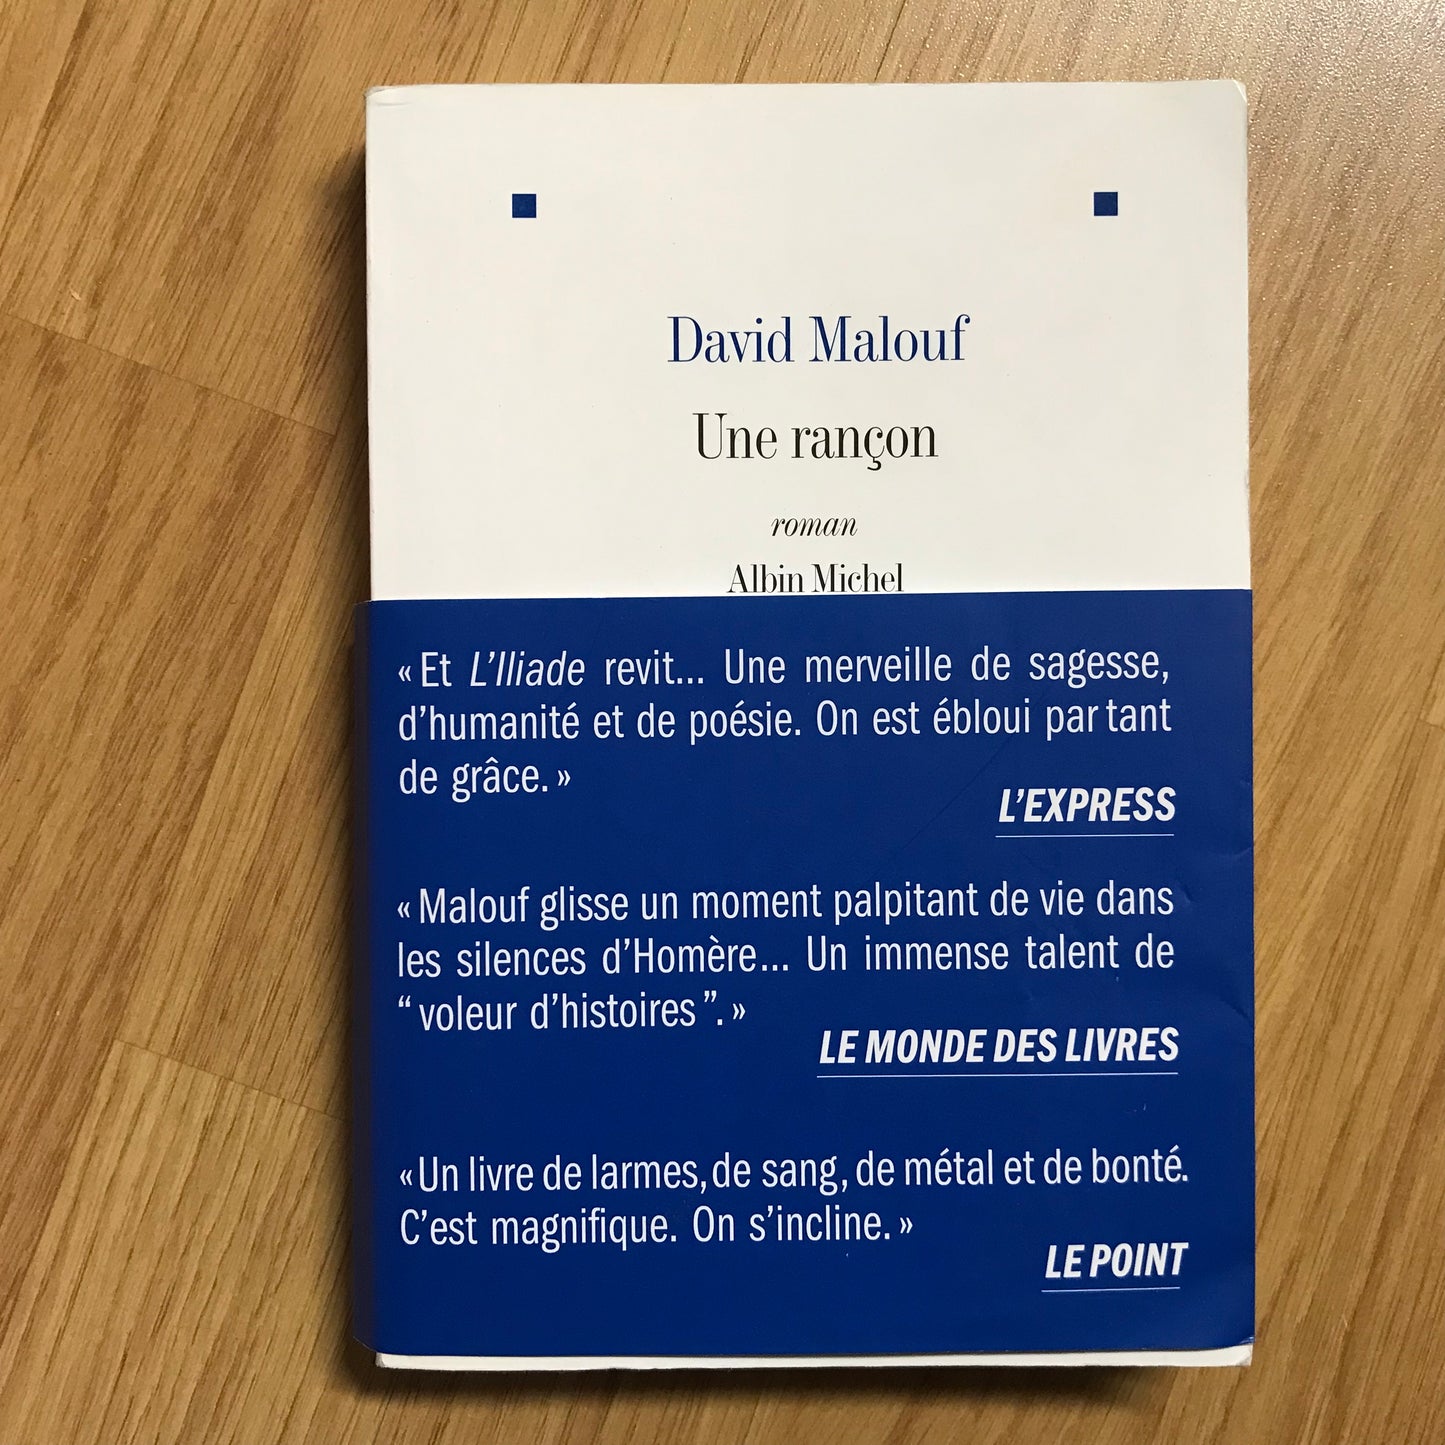 David Malouf
Une rançon
roman
Albin Michel
« Et L’Iliade revit... Une merveille de sagesse,
d’humanité et de poésie. On est ébloui par tant
de grâce. »
L’EXPRESS
« Malouf glisse un moment palpitant de vie dans
les silences d’Homère... Un immense talent de
“ voleur d’histoires ”. »
LE MONDE DES LIVRES
« Un livre de larmes, de sang, de métal et de bonté.
C’est magnifique. On s’incline. »
LE POINT